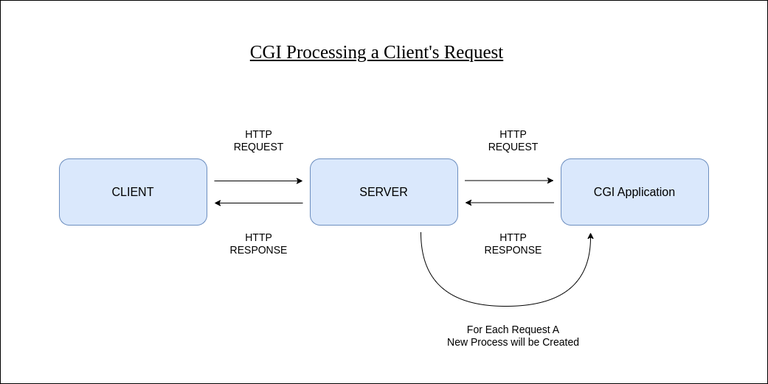 CGI Processing a Client's Request
HTTP
REQUEST
HTTP
REQUEST
CLIENT
SERVER
CGI Application
HTTP
RESPONSE
HTTP
RESPONSE
For Each Request A
New Process will be Created